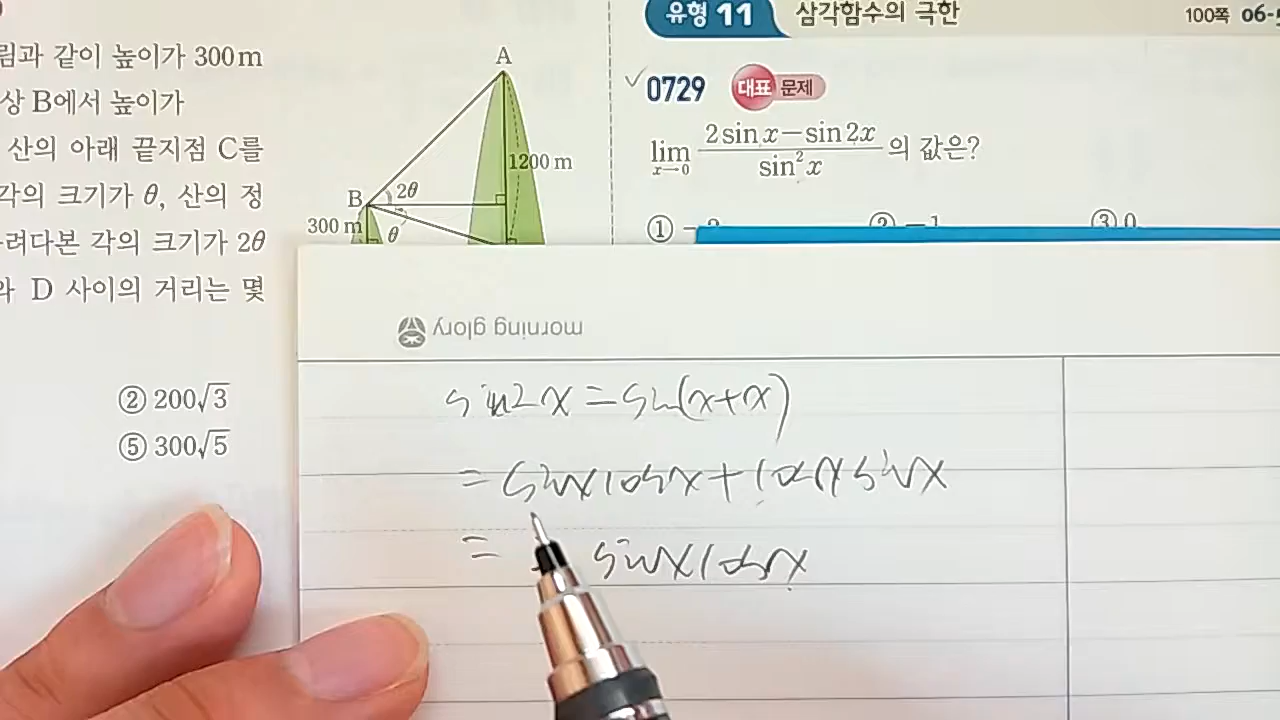 림과 같이 높이가 300 m
상 B에서 높이가
산의 아래 끝지점 C를
각의 크기가 θ, 산의 정
려다본 각의 크기가 2θ
와 D 사이의 거리는 몇
② 200√3
⑤ 300√5
A
1200 m
B
2θ
300 m
θ
유형 11 삼각함수의 극한
100쪽 06-
0729 대표 문제
lim x→0 (2 sin x − sin 2x)/(sin² x) 의 값은?
① −2 ② −1 ③ 0
morning glory
sin2x = sin(x+x)
= sinxcosx + cosxsinx
= sinxcosx